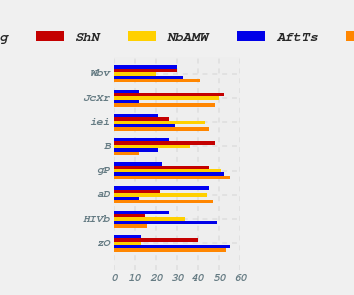 g ShN NbAMW AftTs
Wbv
JcXr
iei
B
gP
aD
HIVb
zO
0 10 20 30 40 50 60